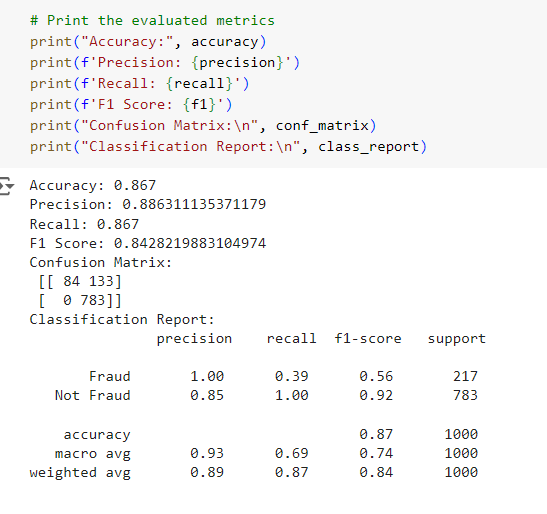 # Print the evaluated metrics
print("Accuracy:", accuracy)
print(f'Precision: {precision}')
print(f'Recall: {recall}')
print(f'F1 Score: {f1}')
print("Confusion Matrix:\n", conf_matrix)
print("Classification Report:\n", class_report)
Accuracy: 0.867
Precision: 0.886311135371179
Recall: 0.867
F1 Score: 0.8428219883104974
Confusion Matrix:
[[ 84 133]
[ 0 783]]
Classification Report:
precision recall f1-score support
Fraud 1.00 0.39 0.56 217
Not Fraud 0.85 1.00 0.92 783
accuracy 0.87 1000
macro avg 0.93 0.69 0.74 1000
weighted avg 0.89 0.87 0.84 1000